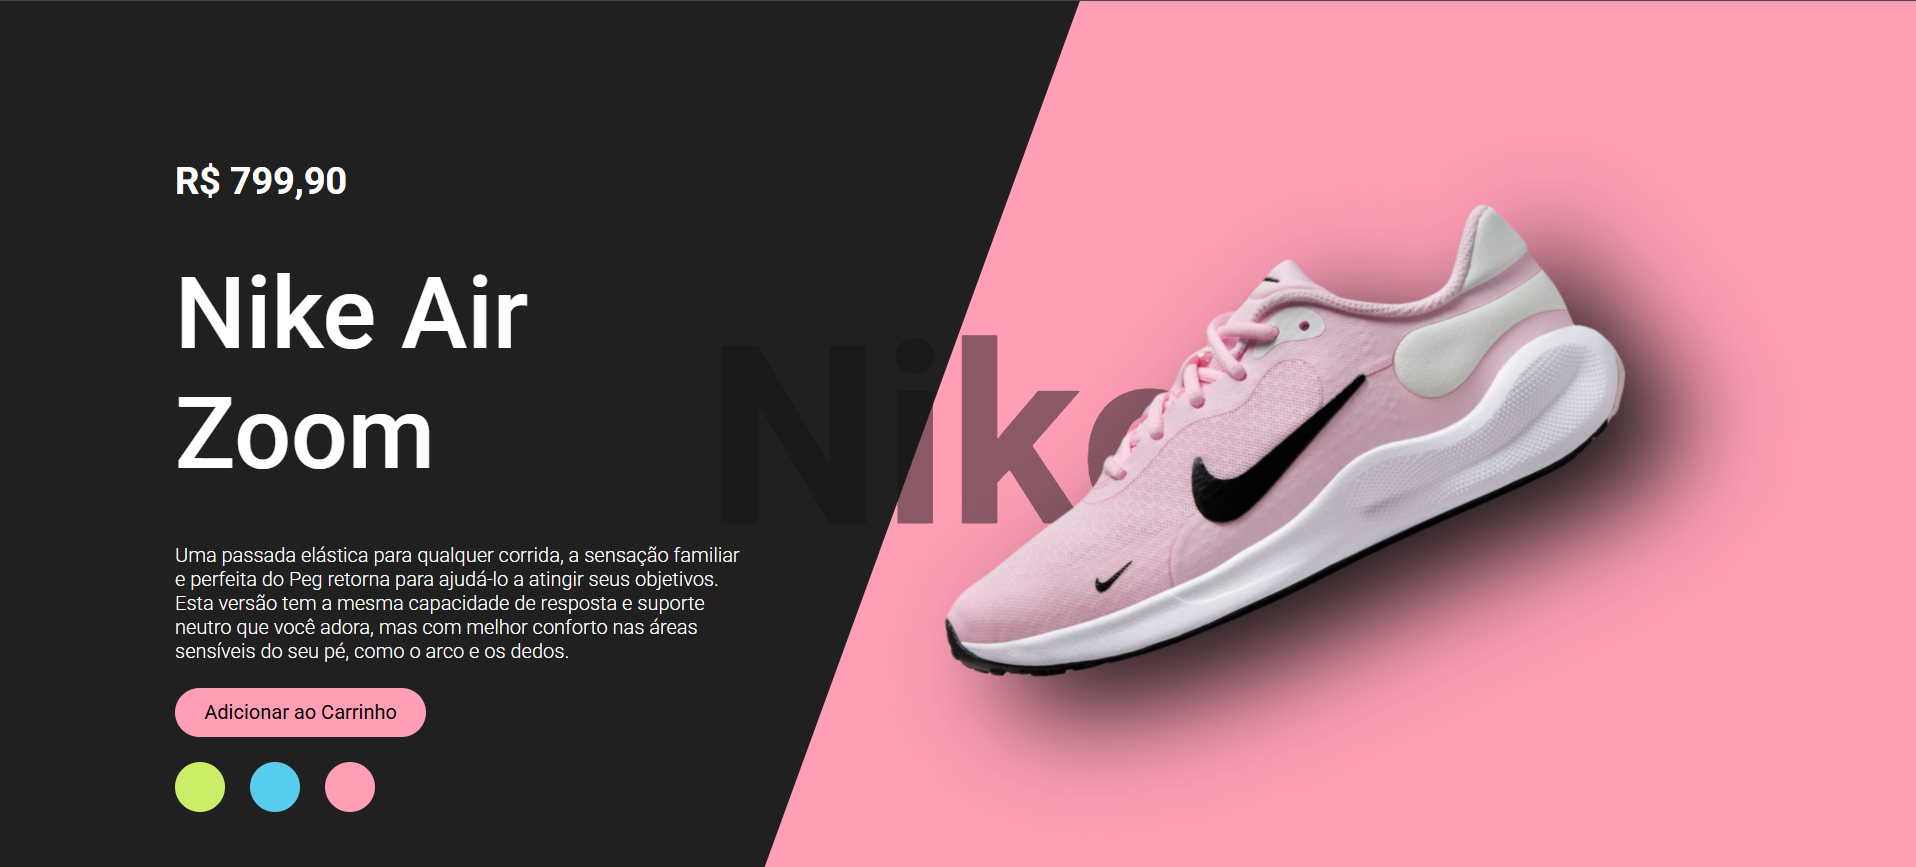 R$ 799,90
Nike Air
Zoom
Nike
Uma passada elástica para qualquer corrida, a sensação familiar
e perfeita do Peg retorna para ajudá-lo a atingir seus objetivos.
Esta versão tem a mesma capacidade de resposta e suporte
neutro que você adora, mas com melhor conforto nas áreas
sensíveis do seu pé, como o arco e os dedos.
Adicionar ao Carrinho